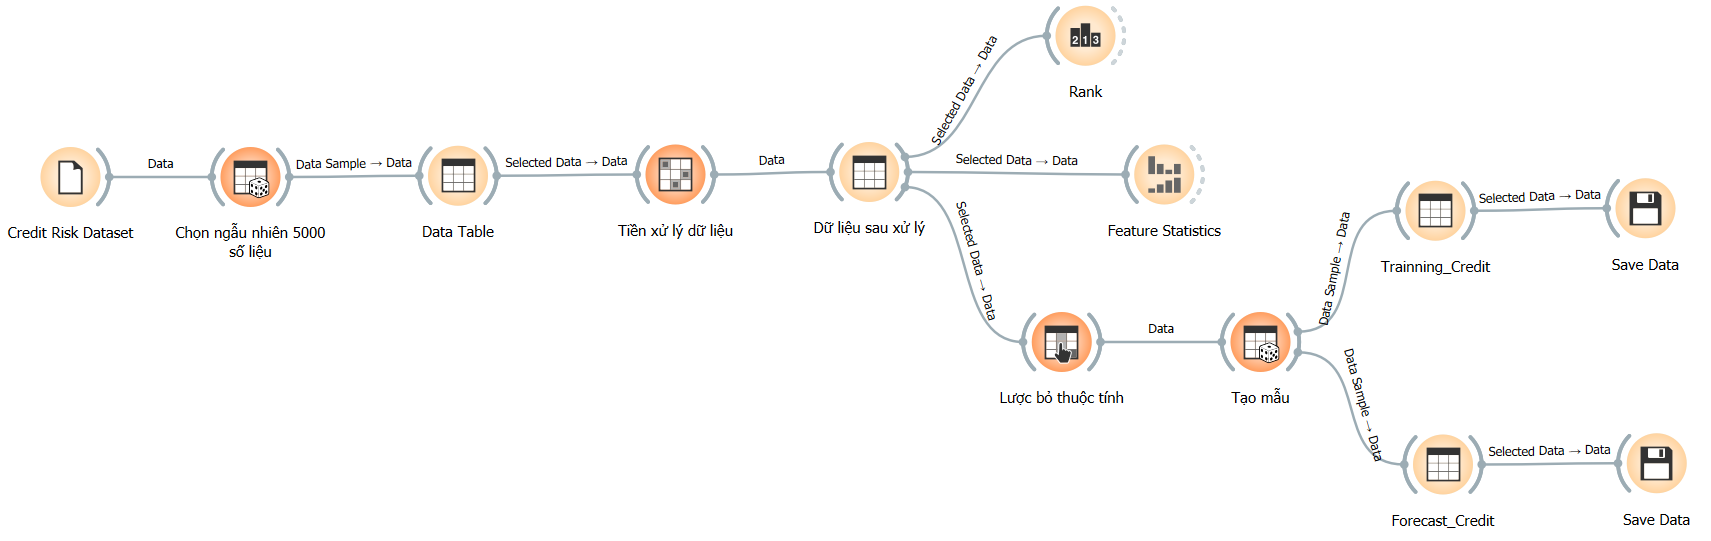 Credit Risk Dataset
Data
Chọn ngẫu nhiên 5000
số liệu
Data Sample → Data
Data Table
Selected Data → Data
Tiền xử lý dữ liệu
Data
Dữ liệu sau xử lý
Selected Data → Data
2 1 3
Rank
Selected Data → Data
Feature Statistics
Selected Data → Data
Lược bỏ thuộc tính
Data
Tạo mẫu
Data Sample → Data
Trainning_Credit
Selected Data → Data
Save Data
Data Sample → Data
Forecast_Credit
Selected Data → Data
Save Data